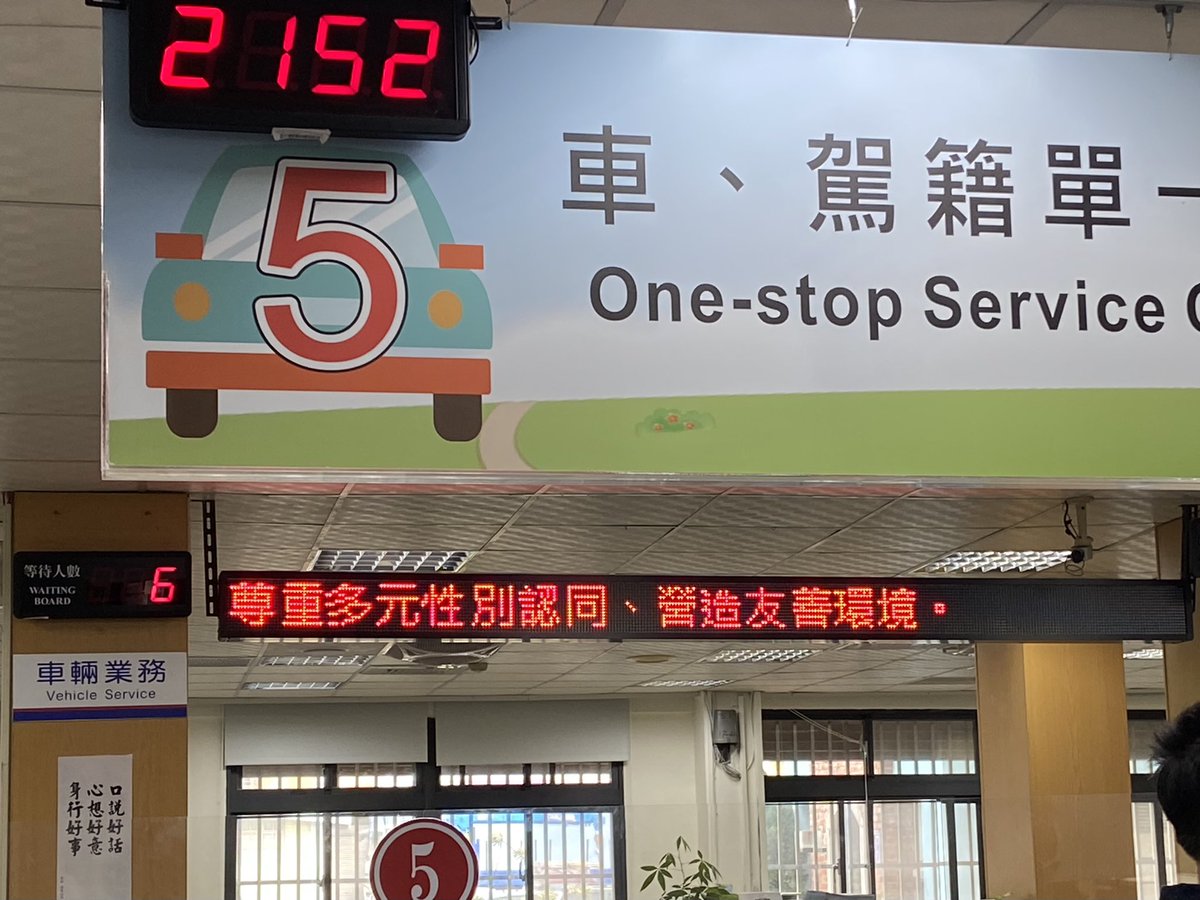 2152
5
車、駕籍單一
One-stop Service
等待人數
WAITING
BOARD
6
尊重多元性別認同、營造友善環境。
車輛業務
Vehicle Service
口說好話
心想好意
身行好事
5